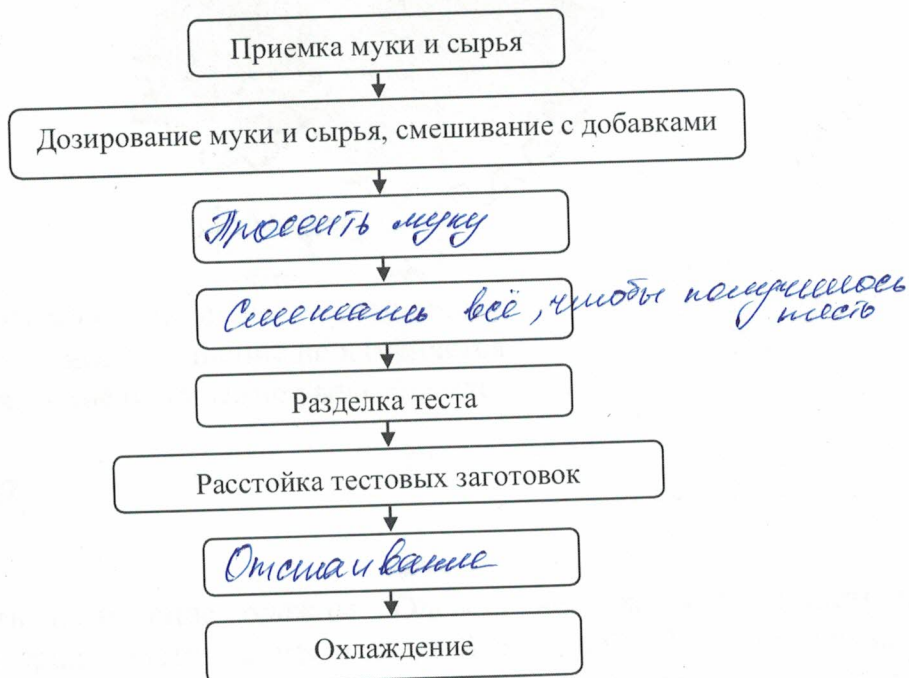 Приемка муки и сырья
Дозирование муки и сырья, смешивание с добавками
Просеить муку
Смешать всё, чтобы получилось
тесть
Разделка теста
Расстойка тестовых заготовок
Отстаивание
Охлаждение